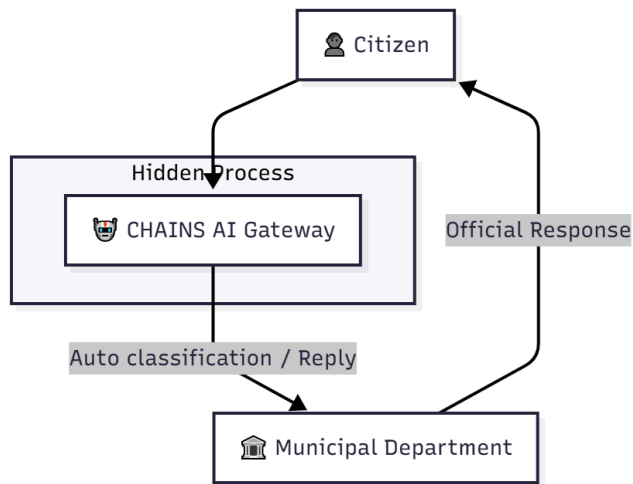 Citizen
Hidden Process
CHAINS AI Gateway
Official Response
Auto classification / Reply
Municipal Department